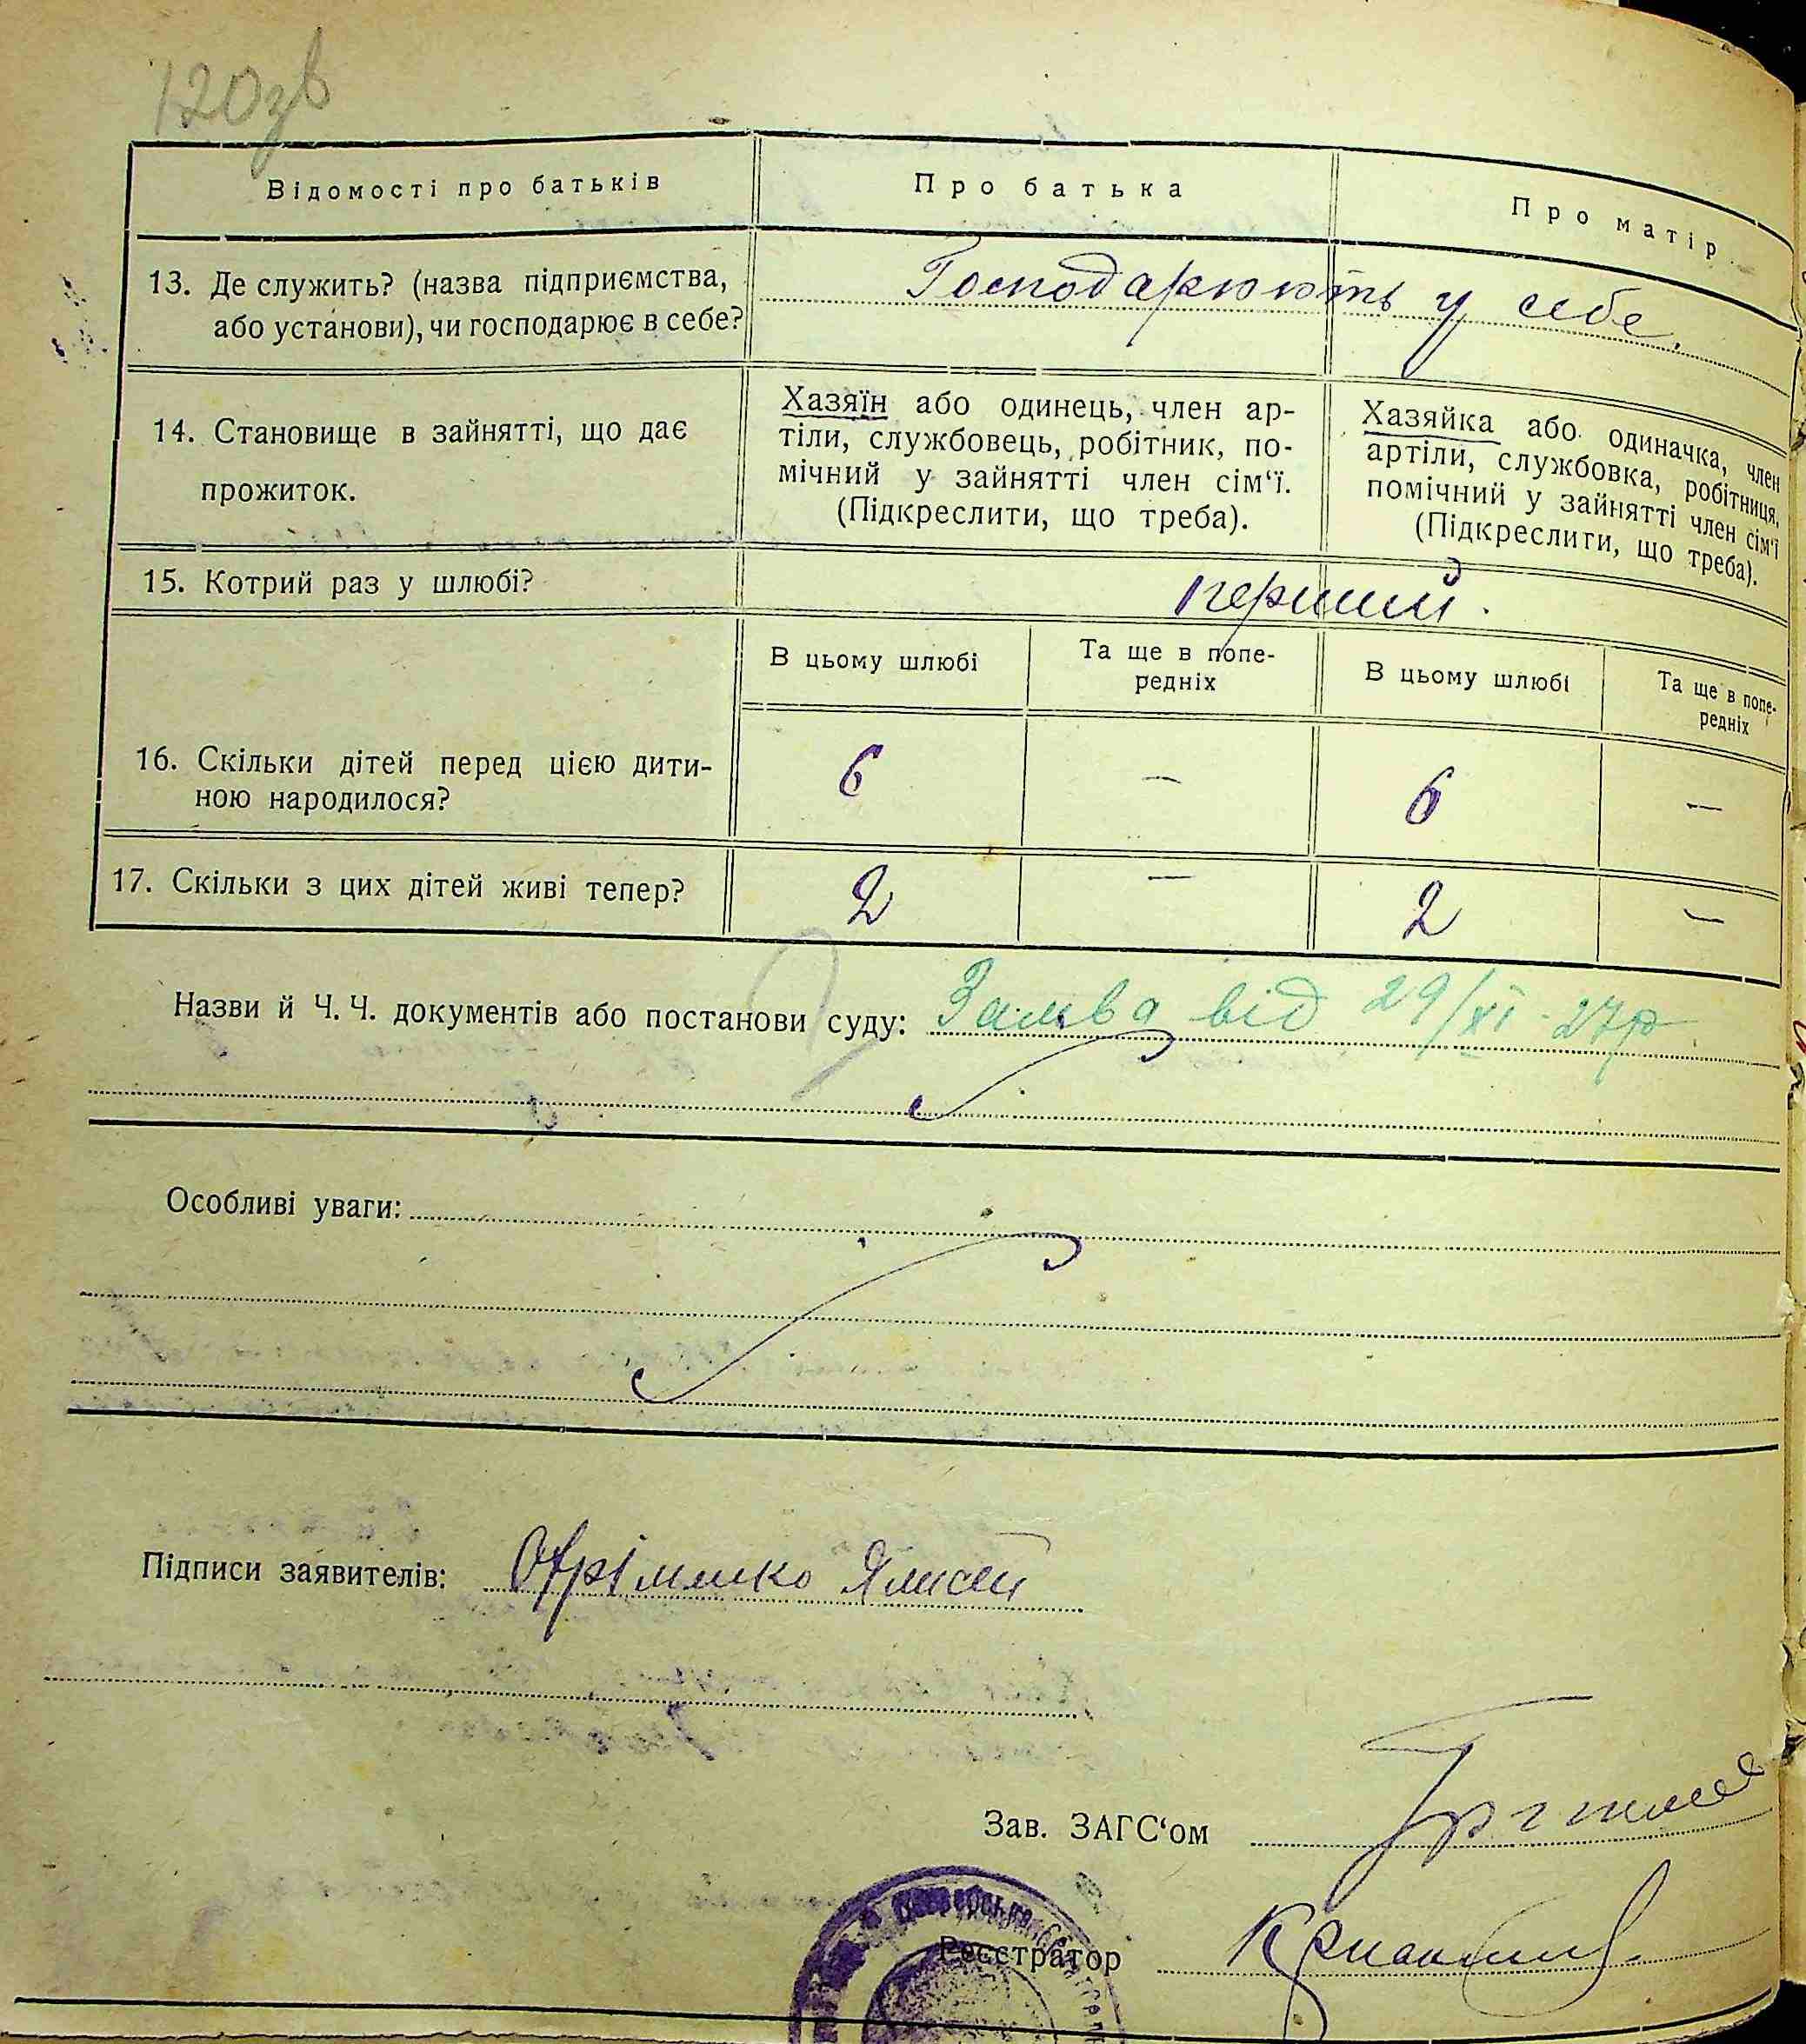 120зв
Відомості про батьків
Про батька
Про матір
13. Де служить? (назва підприємства,
або установи), чи господарює в себе?
Господарюють у себе.
14. Становище в зайнятті, що дає
прожиток.
Хазяїн або одинець, член ар-
тіли, службовець, робітник, по-
мічний у зайнятті член сім‘ї.
(Підкреслити, що треба).
Хазяйка або одиначка, член
артіли, службовка, робітниця,
помічний у зайнятті член сім‘ї
(Підкреслити, що треба).
15. Котрий раз у шлюбі?
перший.
В цьому шлюбі
Та ще в попе-
редніх
В цьому шлюбі
Та ще в попе-
редніх
16. Скільки дітей перед цією дити-
ною народилося?
6 — 6 —
17. Скільки з цих дітей живі тепер?
2 — 2 —
Назви й Ч. Ч. документів або постанови суду: Заява від 29/XI - 27р
Особливі уваги:
Підписи заявителів:
Зав. ЗАГС‘ом
Реєстратор